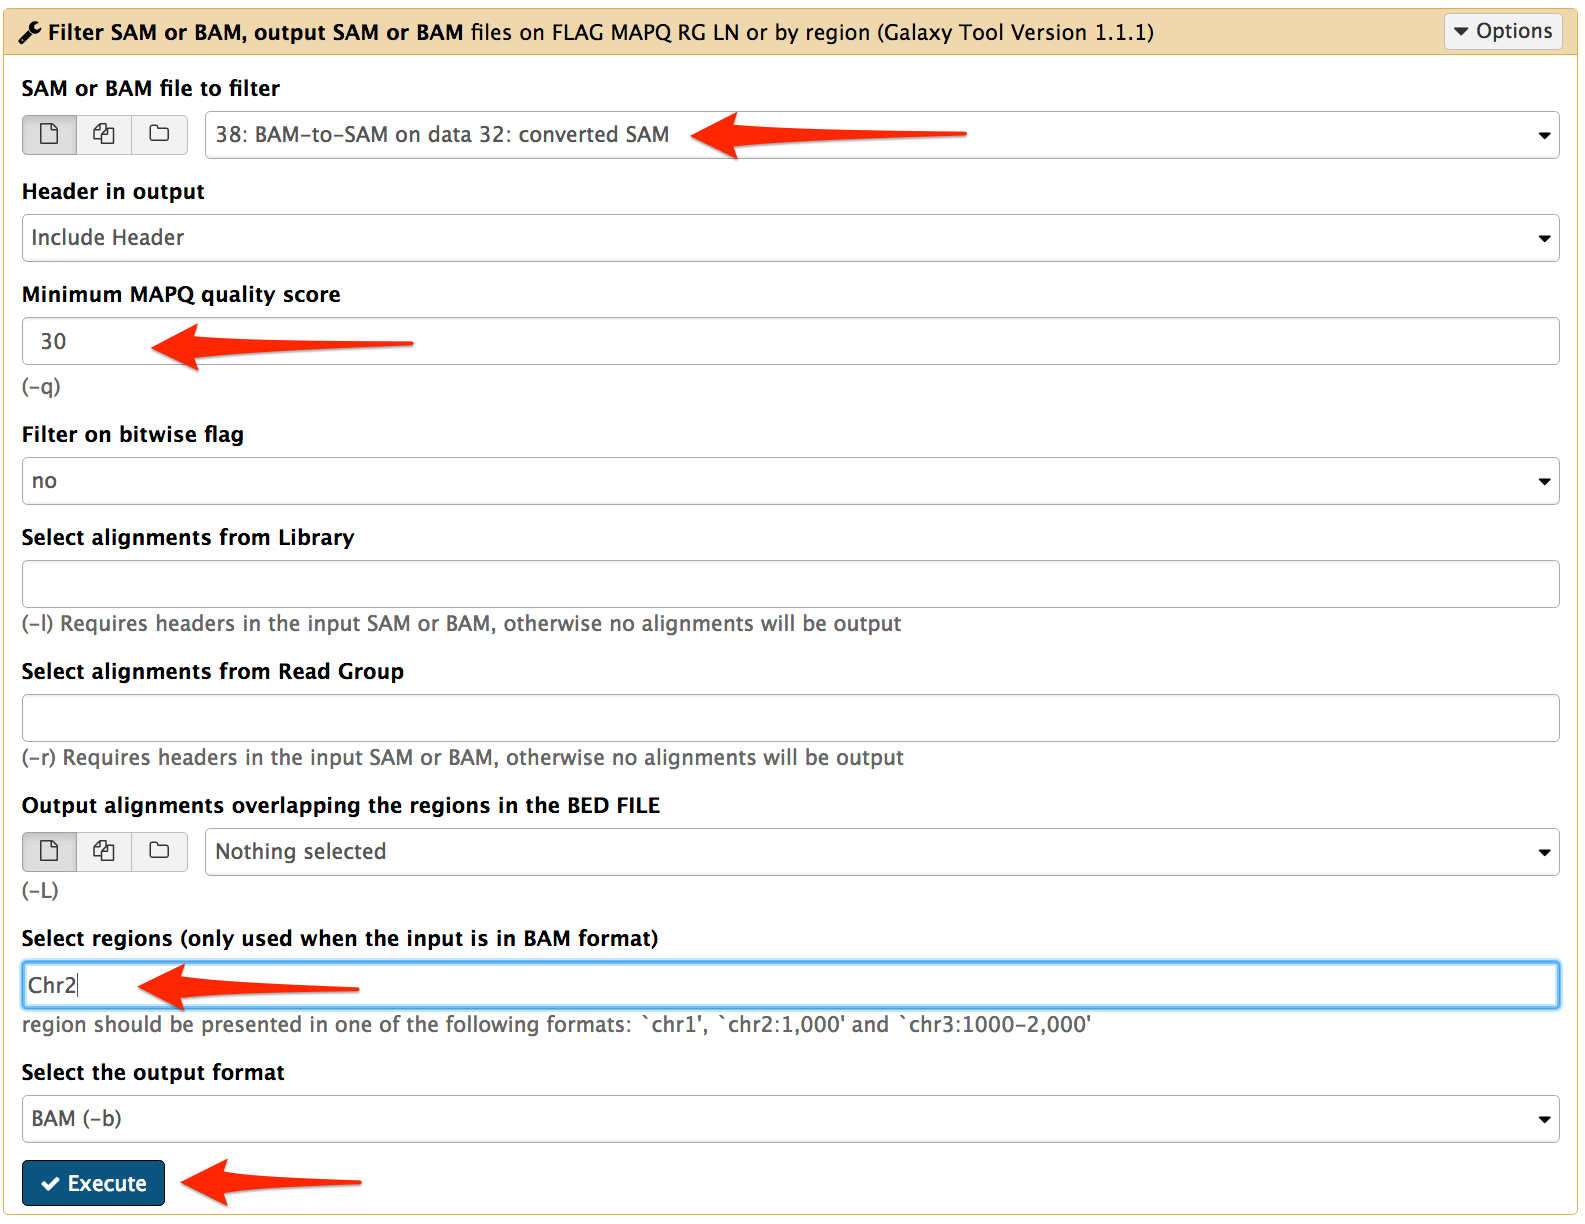 Filter SAM or BAM, output SAM or BAM files on FLAG MAPQ RG LN or by region (Galaxy Tool Version 1.1.1)
Options
SAM or BAM file to filter
38: BAM-to-SAM on data 32: converted SAM
Header in output
Include Header
Minimum MAPQ quality score
30
(-q)
Filter on bitwise flag
no
Select alignments from Library
(-l) Requires headers in the input SAM or BAM, otherwise no alignments will be output
Select alignments from Read Group
(-r) Requires headers in the input SAM or BAM, otherwise no alignments will be output
Output alignments overlapping the regions in the BED FILE
Nothing selected
(-L)
Select regions (only used when the input is in BAM format)
Chr2
region should be presented in one of the following formats: `chr1', `chr2:1,000' and `chr3:1000-2,000'
Select the output format
BAM (-b)
Execute